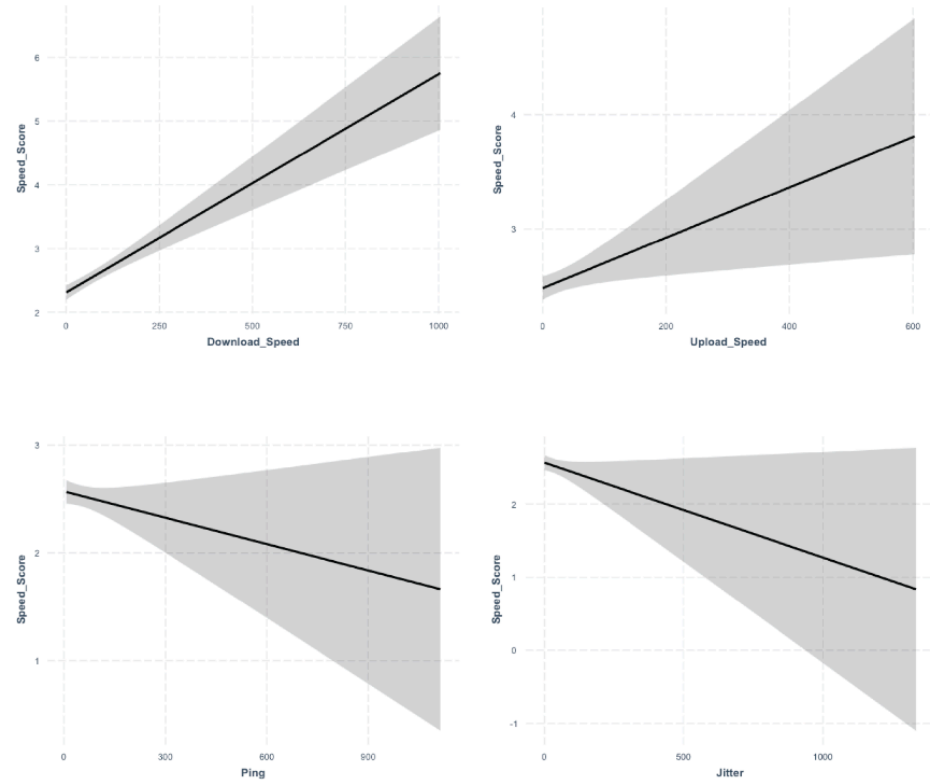 Speed_Score
6
5
4
3
2
0 250 500 750 1000
Download_Speed
Speed_Score
4
3
0 200 400 600
Upload_Speed
Speed_Score
3
2
1
0 300 600 900
Ping
Speed_Score
2
1
0
-1
0 500 1000
Jitter